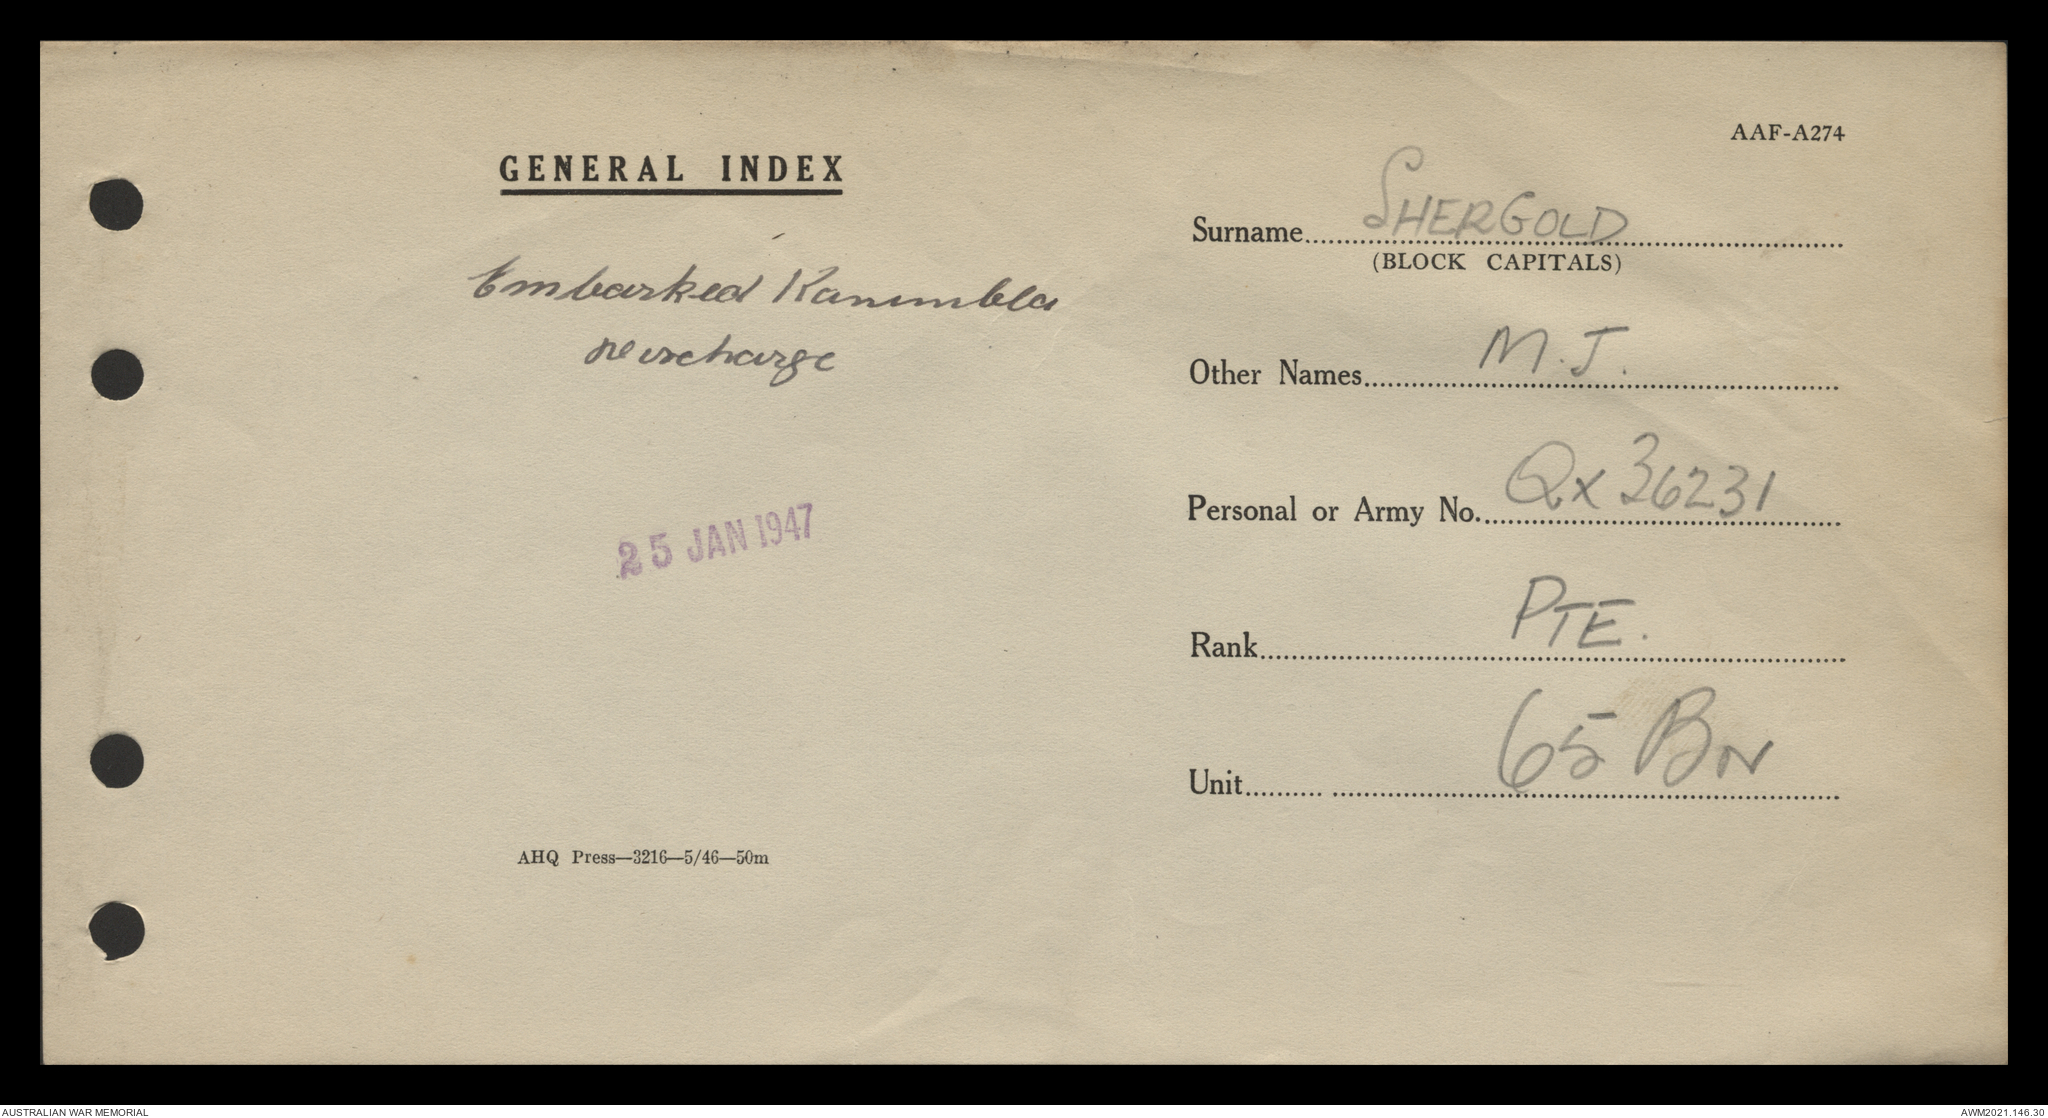 AAF-A274
GENERAL INDEX
Embarked Kanimbla
25 JAN 1947
AHQ Press—3216—5/46—50m
Surname SHERGOLD
(BLOCK CAPITALS)
Other Names M.J.
Personal or Army No. QX 36231
Rank PTE.
Unit 65 BN
AUSTRALIAN WAR MEMORIAL
AWM2021.146.30